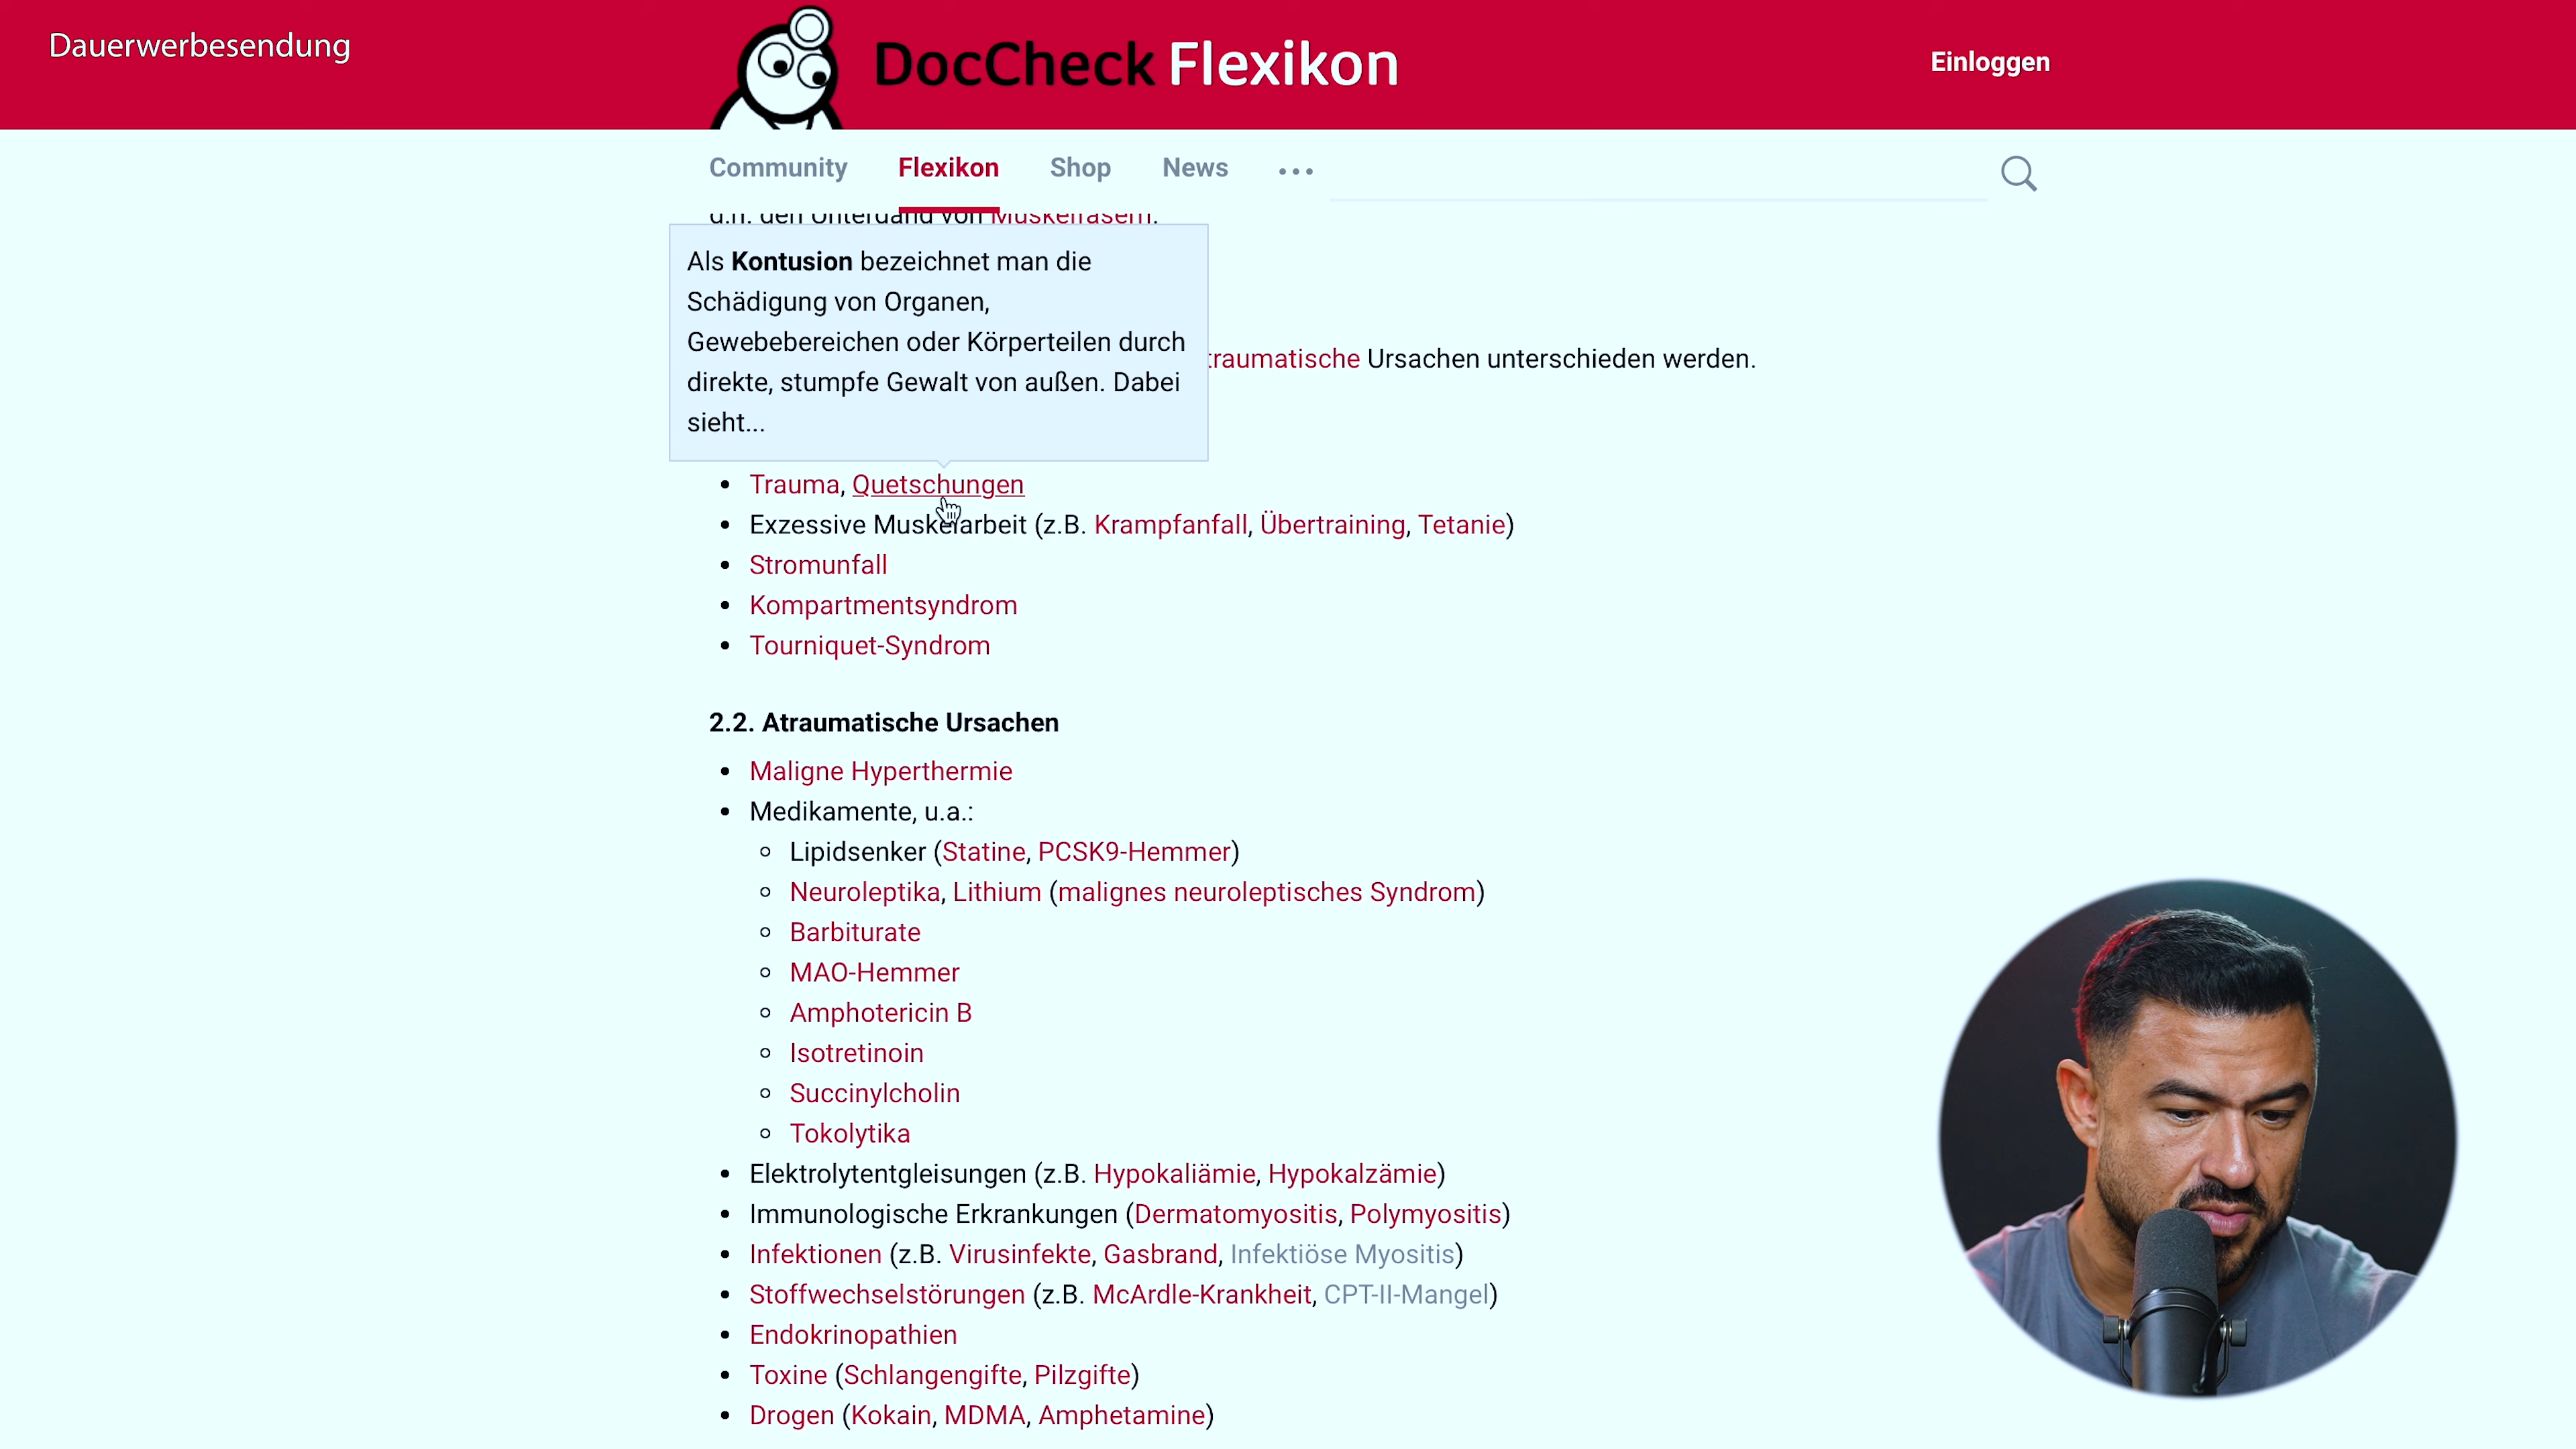 Dauerwerbesendung
DocCheck Flexikon
Einloggen
Community
Flexikon
Shop
News
d.h. den Untergang von Muskelfasern.
Als Kontusion bezeichnet man die
Schädigung von Organen,
Gewebebereichen oder Körperteilen durch
direkte, stumpfe Gewalt von außen. Dabei
sieht...
traumatische Ursachen unterschieden werden.
• Trauma, Quetschungen
• Exzessive Muskelarbeit (z.B. Krampfanfall, Übertraining, Tetanie)
• Stromunfall
• Kompartmentsyndrom
• Tourniquet-Syndrom
2.2. Atraumatische Ursachen
• Maligne Hyperthermie
• Medikamente, u.a.:
◦ Lipidsenker (Statine, PCSK9-Hemmer)
◦ Neuroleptika, Lithium (malignes neuroleptisches Syndrom)
◦ Barbiturate
◦ MAO-Hemmer
◦ Amphotericin B
◦ Isotretinoin
◦ Succinylcholin
◦ Tokolytika
• Elektrolytentgleisungen (z.B. Hypokaliämie, Hypokalzämie)
• Immunologische Erkrankungen (Dermatomyositis, Polymyositis)
• Infektionen (z.B. Virusinfekte, Gasbrand, Infektiöse Myositis)
• Stoffwechselstörungen (z.B. McArdle-Krankheit, CPT-II-Mangel)
• Endokrinopathien
• Toxine (Schlangengifte, Pilzgifte)
• Drogen (Kokain, MDMA, Amphetamine)